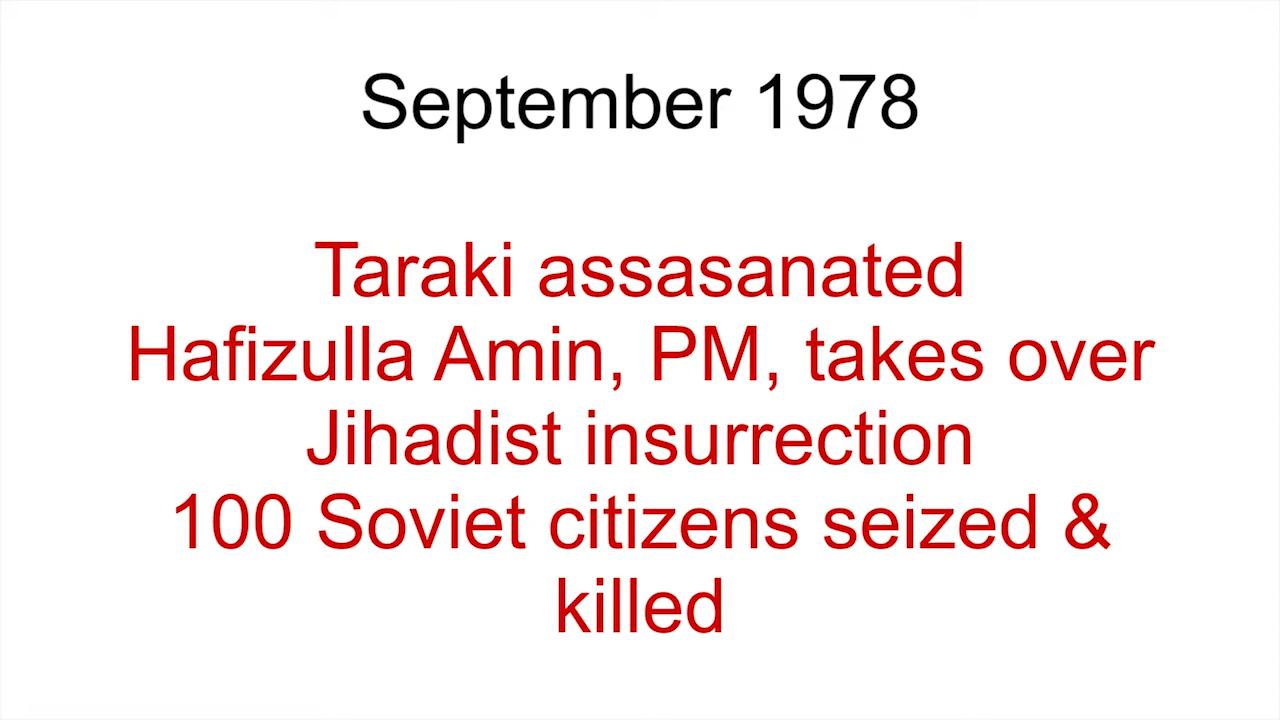 September 1978
Taraki assasanated
Hafizulla Amin, PM, takes over
Jihadist insurrection
100 Soviet citizens seized &
killed